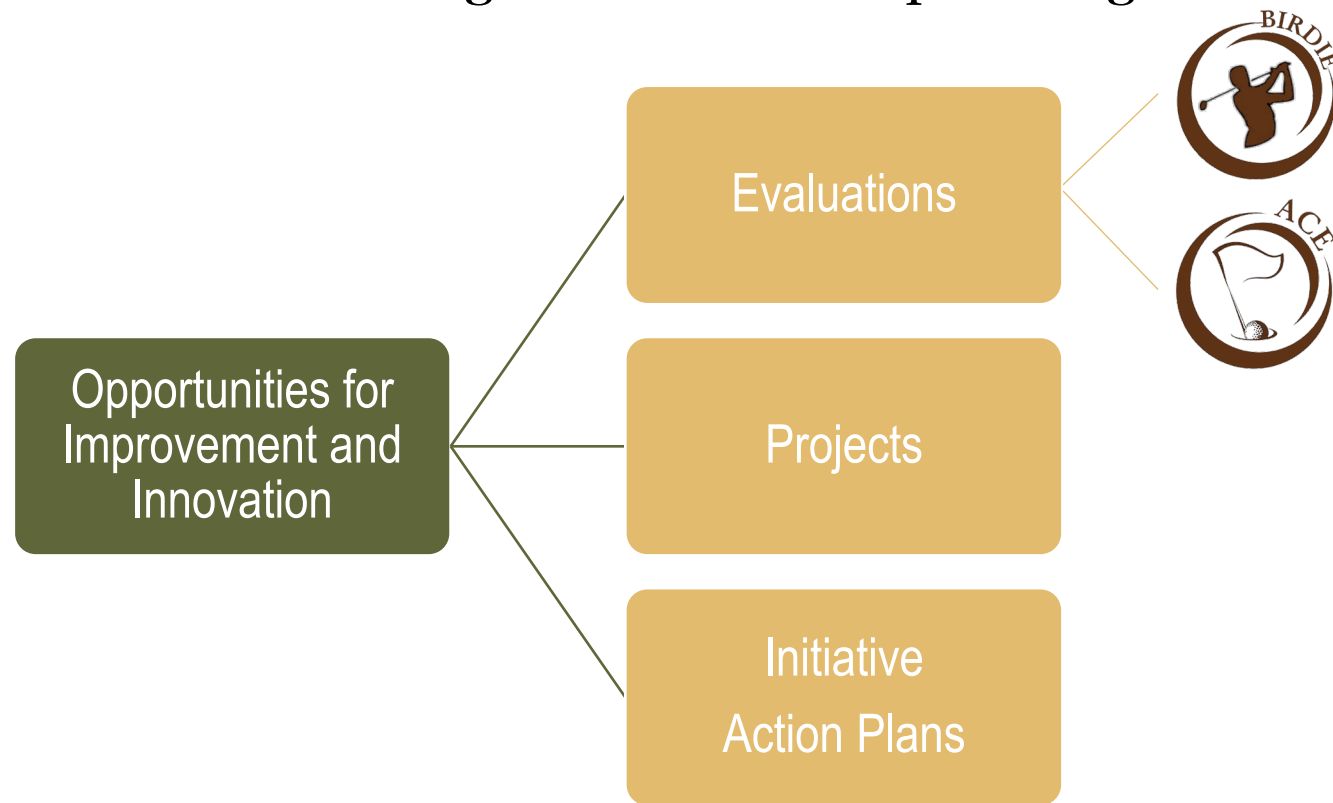 BIRDIE
Evaluations
ACE
Opportunities for
Improvement and
Innovation
Projects
Initiative
Action Plans